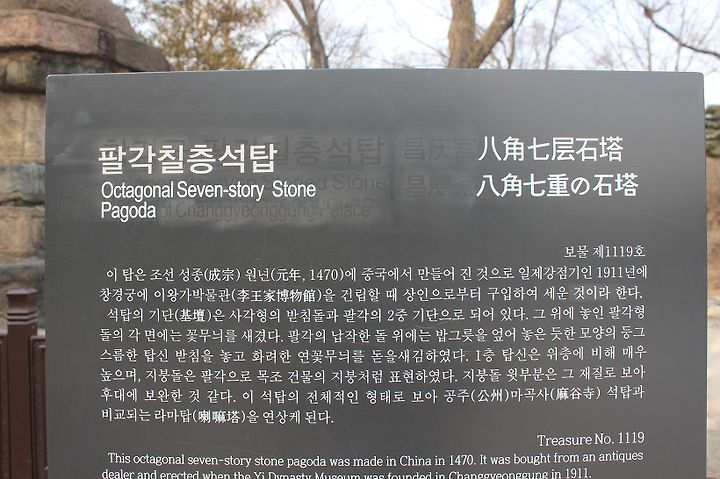 팔각칠층석탑
Octagonal Seven-story Stone
Pagoda
八角七层石塔
八角七重の石塔
보물 제1119호
이 탑은 조선 성종(成宗) 원년(元年, 1470)에 중국에서 만들어 진 것으로 일제강점기인 1911년에
창경궁에 이왕가박물관(李王家博物館)을 건립할 때 상인으로부터 구입하여 세운 것이라 한다.
석탑의 기단(基壇)은 사각형의 받침돌과 팔각의 2중 기단으로 되어 있다. 그 위에 놓인 팔각형
돌의 각 면에는 꽃무늬를 새겼다. 팔각의 납작한 돌 위에는 밥그릇을 엎어 놓은 듯한 모양의 둥그
스름한 탑신 받침을 놓고 화려한 연꽃무늬를 돋을새김하였다. 1층 탑신은 위층에 비해 매우
높으며, 지붕돌은 팔각으로 목조 건물의 지붕처럼 표현하였다. 지붕돌 윗부분은 그 재질로 보아
후대에 보완한 것 같다. 이 석탑의 전체적인 형태로 보아 공주(公州)마곡사(麻谷寺) 석탑과
비교되는 라마탑(喇嘛塔)을 연상케 된다.
Treasure No. 1119
This octagonal seven-story stone pagoda was made in China in 1470. It was bought from an antiques
dealer and erected when the Yi Dynasty Museum was founded in Changgyeonggung in 1911.